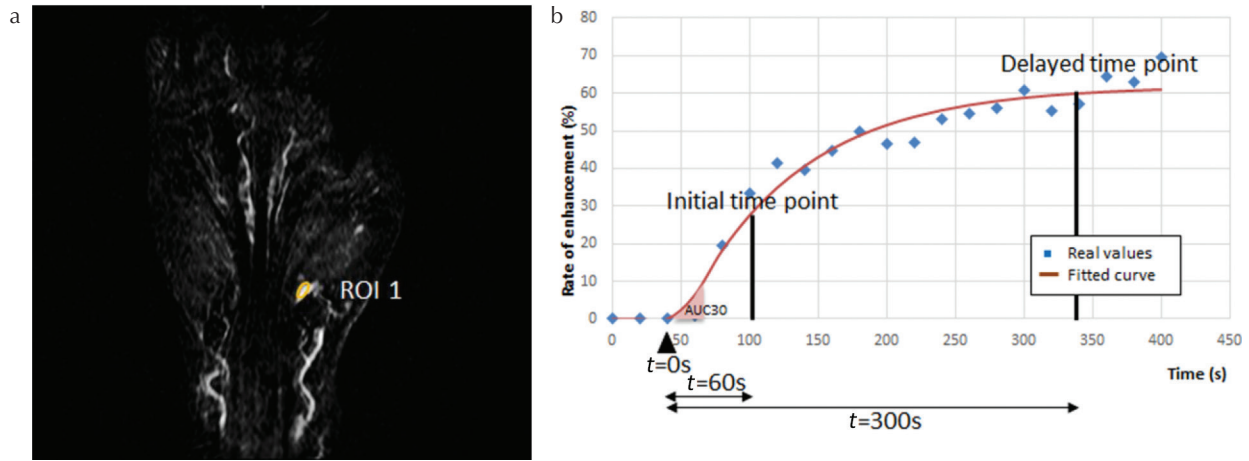 a
ROI 1
b
80
70
60
50
40
30
20
10
0
Rate of enhancement (%)
Delayed time point
Initial time point
Real values
Fitted curve
AUC30
0 50 100 150 200 250 300 350 400 450
Time (s)
t=0s
t=60s
t=300s